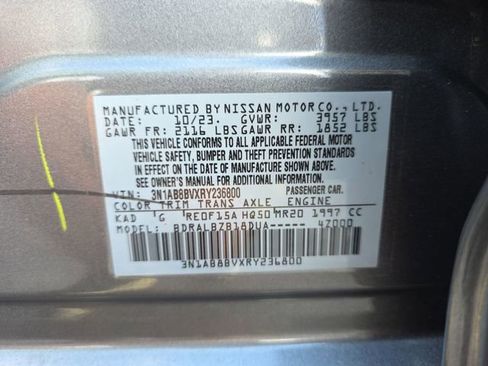 MANUFACTURED BY NISSAN MOTOR CO., LTD.
DATE: 10/23. GVWR: 3957 LBS
GAWR FR: 2116 LBS GAWR RR: 1852 LBS
THIS VEHICLE CONFORMS TO ALL APPLICABLE FEDERAL MOTOR
VEHICLE SAFETY, BUMPER AND THEFT PREVENTION STANDARDS
IN EFFECT ON THE DATE OF MANUFACTURE SHOWN ABOVE.
SEE OWNER'S MANUAL FOR ADDITIONAL INFORMATION.
VIN: 3N1AB8BVXRY236800 PASSENGER CAR.
COLOR TRIM TRANS AXLE ENGINE
KAD G RE0F15A HQ50 MR20 1997 CC
MODEL: BDRALBZB18DUA- 4Z000
3N1AB8BVXRY236800